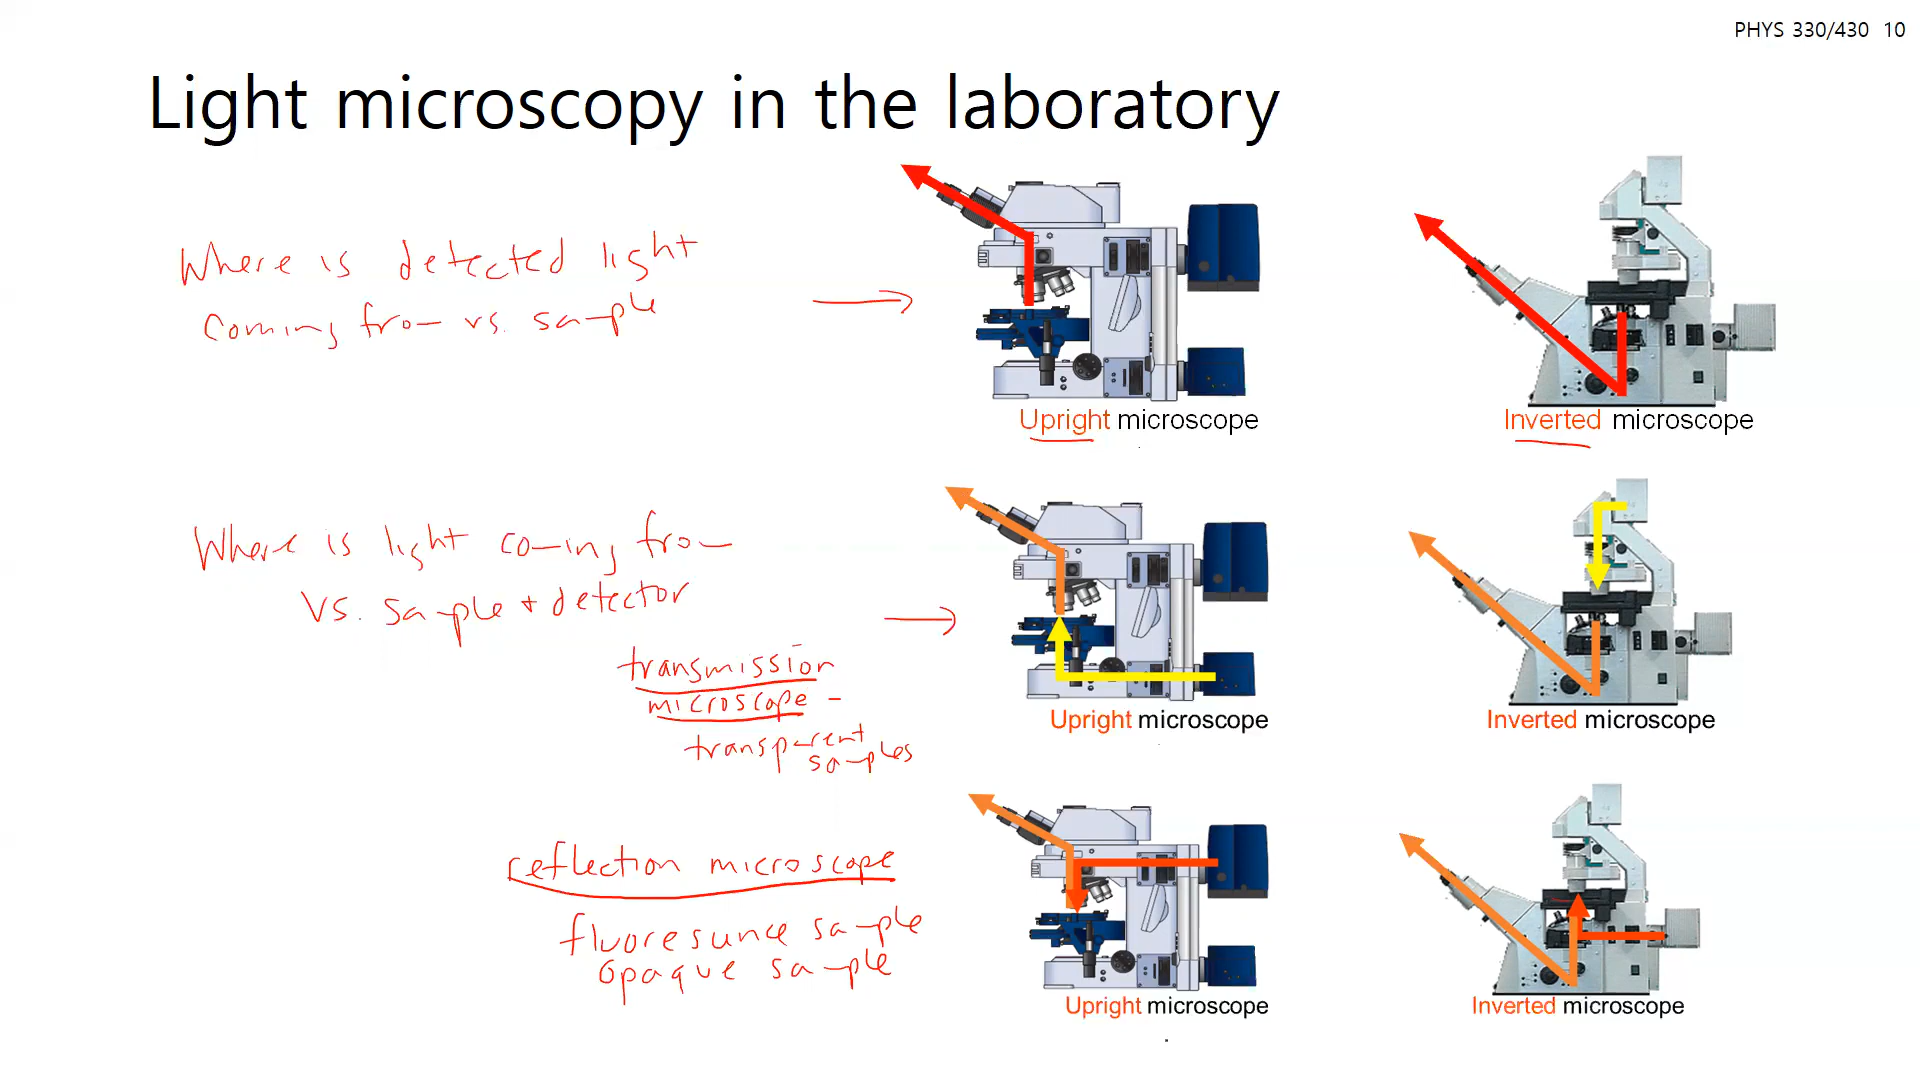 PHYS 330/430 10
Light microscopy in the laboratory
Where is detected light
coming from vs. sample
Upright microscope
Inverted microscope
Where is light coming from
vs. sample + detector
transmission
microscope -
transparent
samples
Upright microscope
Inverted microscope
reflection microscope
fluoresunce sample
opaque sample
Upright microscope
Inverted microscope